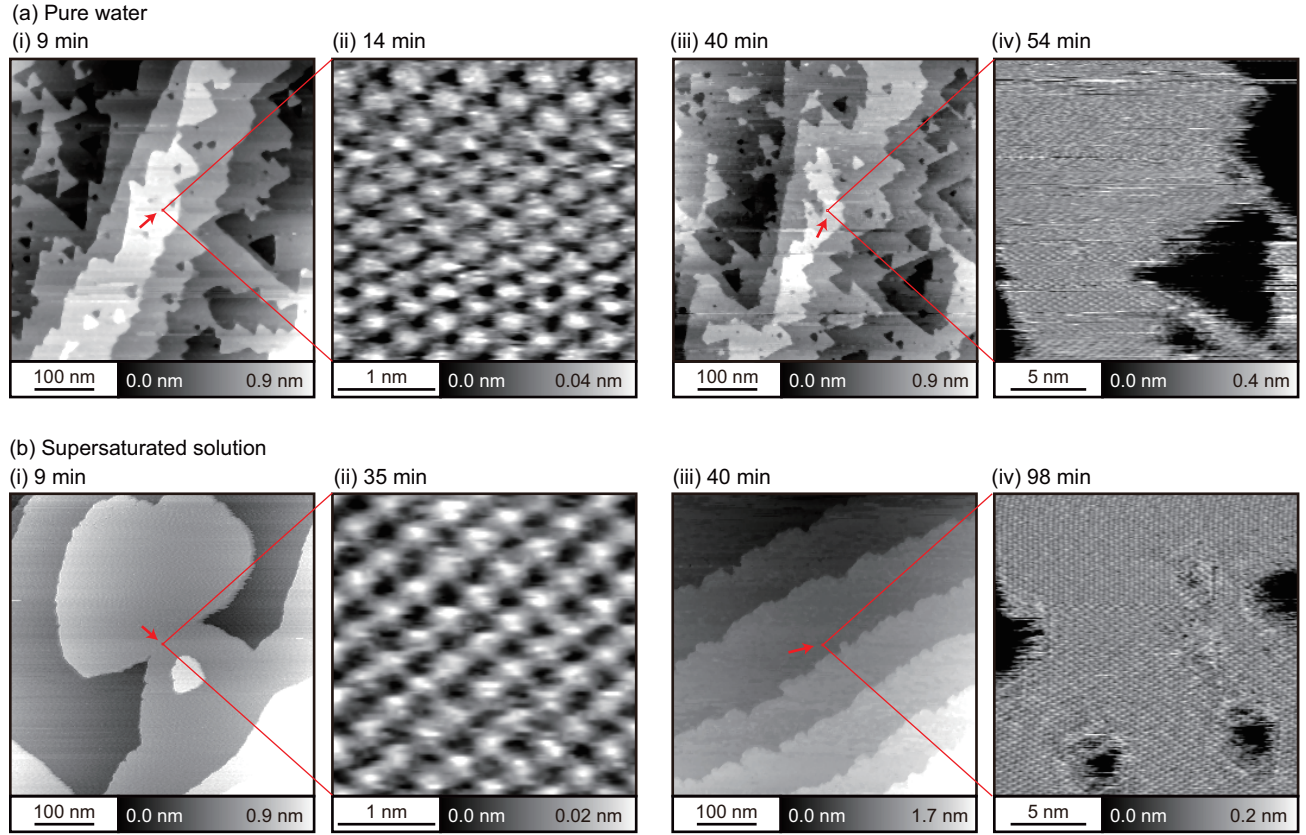 (a) Pure water
(i) 9 min
(ii) 14 min
(iii) 40 min
(iv) 54 min
100 nm
0.0 nm
0.9 nm
1 nm
0.0 nm
0.04 nm
100 nm
0.0 nm
0.9 nm
5 nm
0.0 nm
0.4 nm
(b) Supersaturated solution
(i) 9 min
(ii) 35 min
(iii) 40 min
(iv) 98 min
100 nm
0.0 nm
0.9 nm
1 nm
0.0 nm
0.02 nm
100 nm
0.0 nm
1.7 nm
5 nm
0.0 nm
0.2 nm